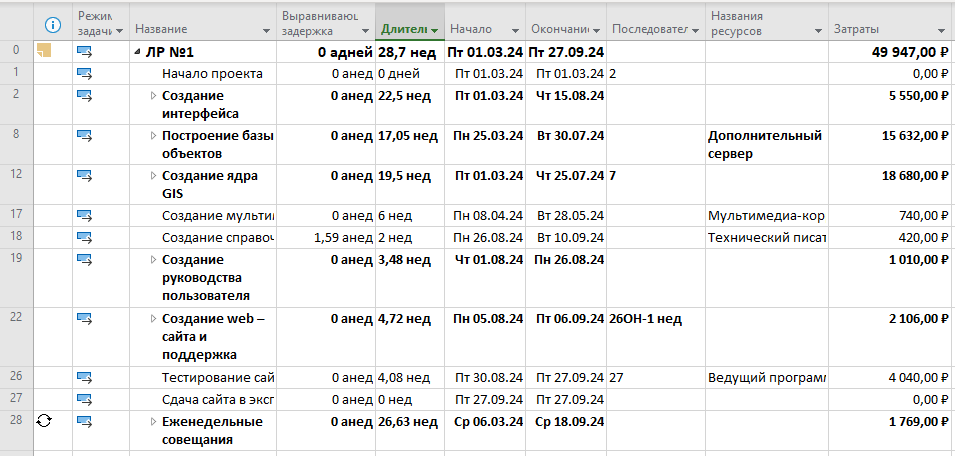 Режим задачи Название Выравнивающ задержка Длител Начало Окончани Последовател Названия ресурсов Затраты
0 ЛР №1 0 адней 28,7 нед Пт 01.03.24 Пт 27.09.24 49 947,00 ₽
1 Начало проекта 0 анед 0 дней Пт 01.03.24 Пт 01.03.24 2 0,00 ₽
2 Создание интерфейса 0 анед 22,5 нед Пт 01.03.24 Чт 15.08.24 5 550,00 ₽
8 Построение базы объектов 0 анед 17,05 нед Пн 25.03.24 Вт 30.07.24 Дополнительный сервер 15 632,00 ₽
12 Создание ядра GIS 0 анед 19,5 нед Пт 01.03.24 Чт 25.07.24 7 18 680,00 ₽
17 Создание мультим 0 анед 6 нед Пн 08.04.24 Вт 28.05.24 Мультимедиа-кор 740,00 ₽
18 Создание справоч 1,59 анед 2 нед Пн 26.08.24 Вт 10.09.24 Технический писат 420,00 ₽
19 Создание руководства пользователя 0 анед 3,48 нед Чт 01.08.24 Пн 26.08.24 1 010,00 ₽
22 Создание web – сайта и поддержка 0 анед 4,72 нед Пн 05.08.24 Пт 06.09.24 26ОН-1 нед 2 106,00 ₽
26 Тестирование сай 0 анед 4,08 нед Пт 30.08.24 Пт 27.09.24 27 Ведущий программ 4 040,00 ₽
27 Сдача сайта в эксп 0 анед 0 нед Пт 27.09.24 Пт 27.09.24 0,00 ₽
28 Еженедельные совещания 0 анед 26,63 нед Ср 06.03.24 Ср 18.09.24 1 769,00 ₽